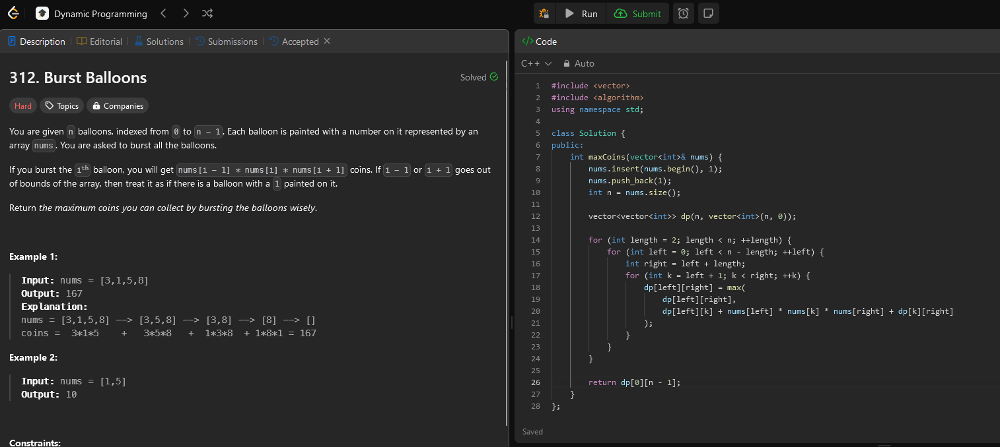 Dynamic Programming
Run
Submit
Description
Editorial
Solutions
Submissions
Accepted
312. Burst Balloons
Solved
Hard
Topics
Companies
You are given n balloons, indexed from 0 to n - 1. Each balloon is painted with a number on it represented by an
array nums. You are asked to burst all the balloons.
If you burst the ith balloon, you will get nums[i - 1] * nums[i] * nums[i + 1] coins. If i - 1 or i + 1 goes out
of bounds of the array, then treat it as if there is a balloon with a 1 painted on it.
Return the maximum coins you can collect by bursting the balloons wisely.
Example 1:
Input: nums = [3,1,5,8]
Output: 167
Explanation:
nums = [3,1,5,8] --> [3,5,8] --> [3,8] --> [8] --> []
coins =  3*1*5    +   3*5*8   +  1*3*8  + 1*8*1 = 167
Example 2:
Input: nums = [1,5]
Output: 10
Constraints:
</> Code
C++
Auto
1 #include <vector>
2 #include <algorithm>
3 using namespace std;
4
5 class Solution {
6 public:
7     int maxCoins(vector<int>& nums) {
8         nums.insert(nums.begin(), 1);
9         nums.push_back(1);
10         int n = nums.size();
11
12         vector<vector<int>> dp(n, vector<int>(n, 0));
13
14         for (int length = 2; length < n; ++length) {
15             for (int left = 0; left < n - length; ++left) {
16                 int right = left + length;
17                 for (int k = left + 1; k < right; ++k) {
18                     dp[left][right] = max(
19                         dp[left][right],
20                         dp[left][k] + nums[left] * nums[k] * nums[right] + dp[k][right]
21                     );
22                 }
23             }
24         }
25
26         return dp[0][n - 1];
27     }
28 };
Saved